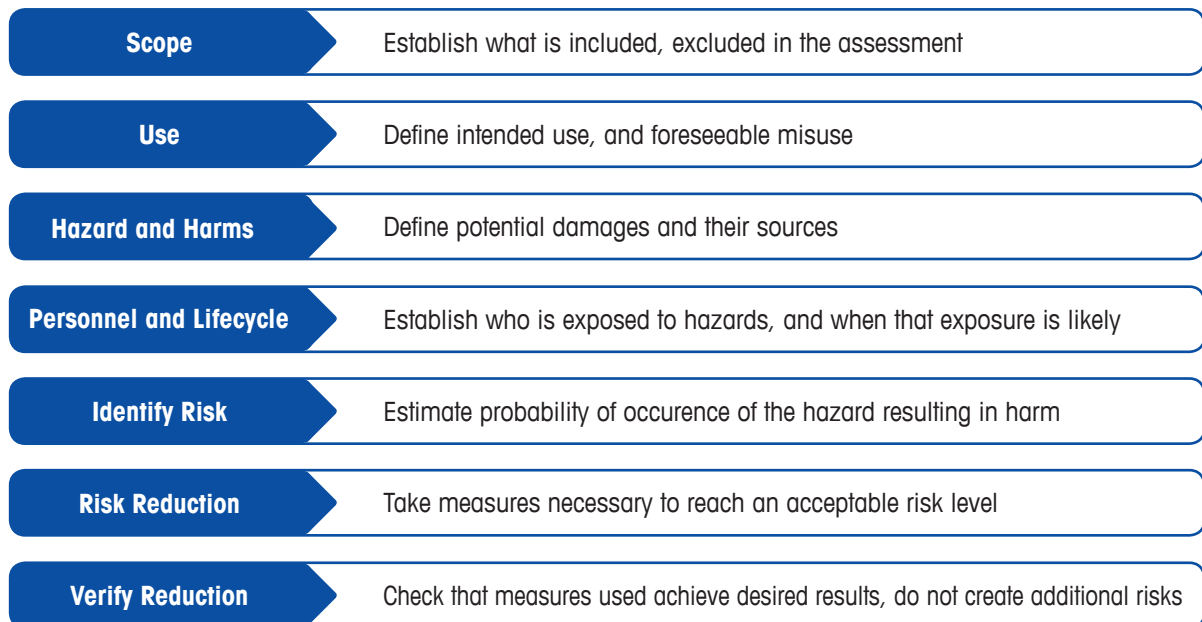 Scope
Establish what is included, excluded in the assessment
Use
Define intended use, and foreseeable misuse
Hazard and Harms
Define potential damages and their sources
Personnel and Lifecycle
Establish who is exposed to hazards, and when that exposure is likely
Identify Risk
Estimate probability of occurence of the hazard resulting in harm
Risk Reduction
Take measures necessary to reach an acceptable risk level
Verify Reduction
Check that measures used achieve desired results, do not create additional risks